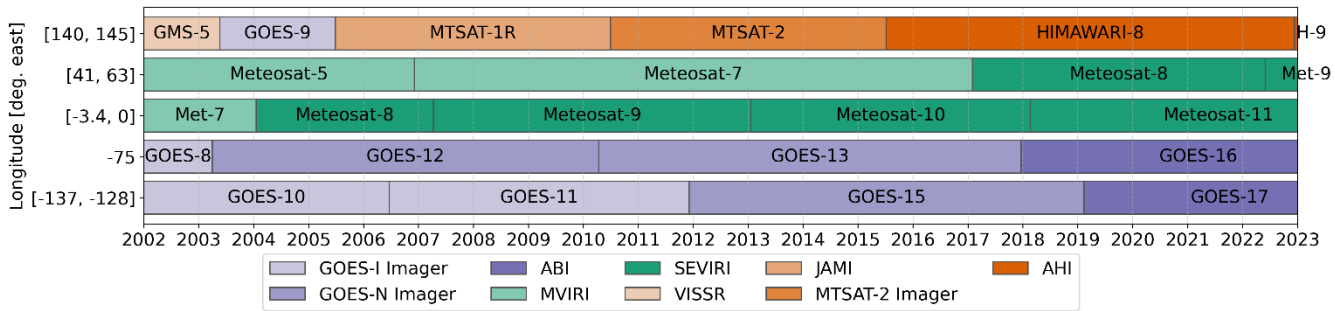 Longitude [deg. east]
[140, 145] GMS-5 GOES-9 MTSAT-1R MTSAT-2 HIMAWARI-8 H-9
[41, 63] Meteosat-5 Meteosat-7 Meteosat-8 Met-9
[-3.4, 0] Met-7 Meteosat-8 Meteosat-9 Meteosat-10 Meteosat-11
-75 GOES-8 GOES-12 GOES-13 GOES-16
[-137, -128] GOES-10 GOES-11 GOES-15 GOES-17
2002 2003 2004 2005 2006 2007 2008 2009 2010 2011 2012 2013 2014 2015 2016 2017 2018 2019 2020 2021 2022 2023
GOES-I Imager ABI SEVIRI JAMI AHI
GOES-N Imager MVIRI VISSR MTSAT-2 Imager